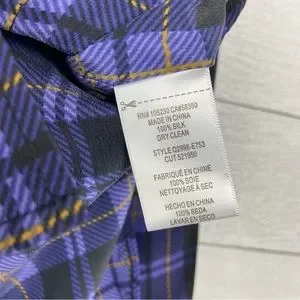 RN# 105230 CA#58350
MADE IN CHINA
100% SILK
DRY CLEAN
STYLE Q2996-E753
CUT 521950
FABRIQUÉ EN CHINE
100% SOIE
NETTOYAGE À SEC
HECHO EN CHINA
100% SEDA
LAVAR EN SECO